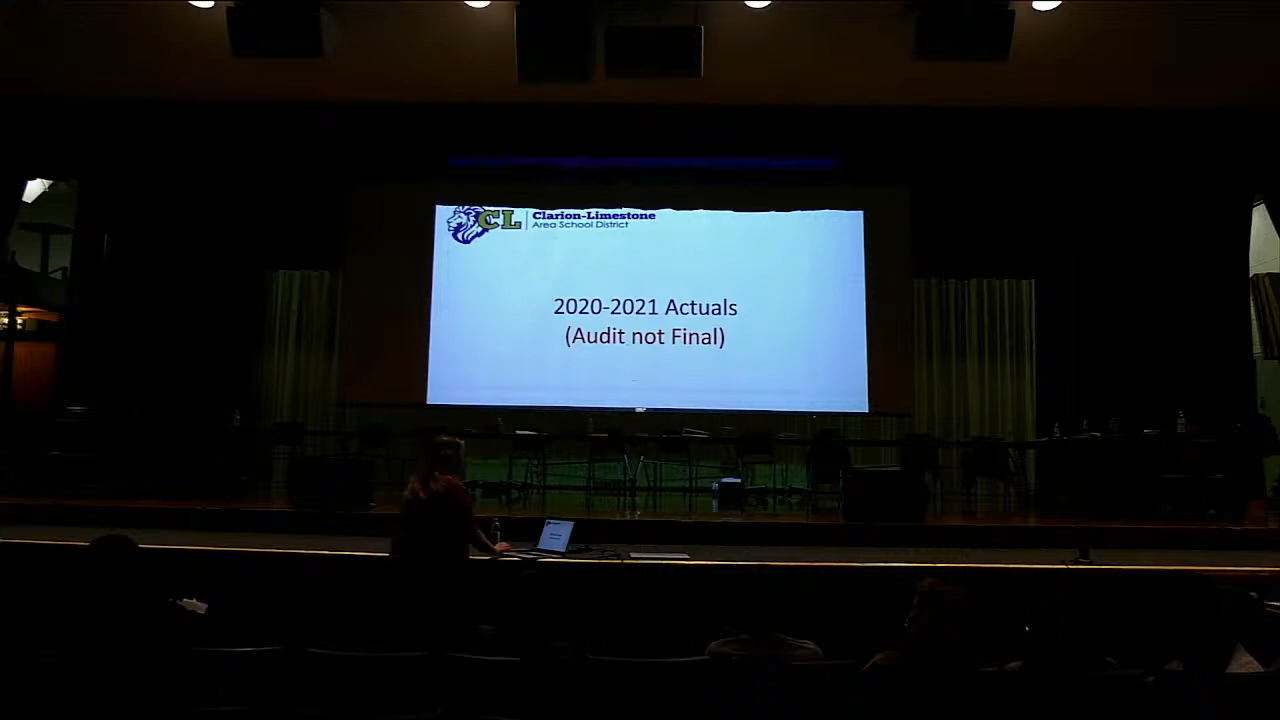 CL
Clarion-Limestone
Area School District
2020-2021 Actuals
(Audit not Final)